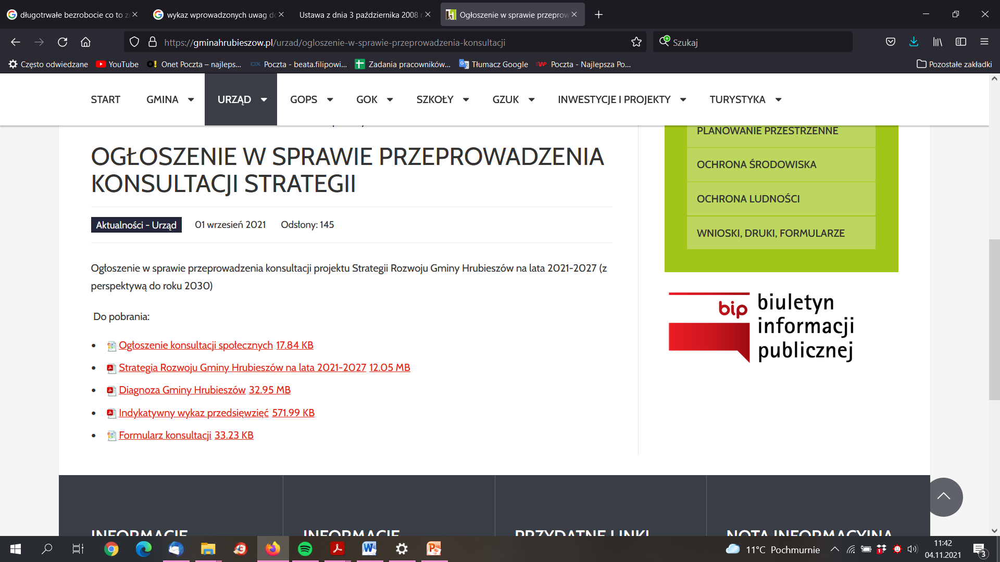 długotrwałe bezrobocie co to z
wykaz wprowadzonych uwag do
Ustawa z dnia 3 października 2008 r
Ogłoszenie w sprawie przeprow
https://gminahrubieszow.pl/urzad/ogloszenie-w-sprawie-przeprowadzenia-konsultacji
Szukaj
Często odwiedzane
YouTube
Onet Poczta – najleps...
Poczta - beata.filipowi...
Zadania pracowników...
Tłumacz Google
Poczta - Najlepsza Po...
Pozostałe zakładki
START
GMINA
URZĄD
GOPS
GOK
SZKOŁY
GZUK
INWESTYCJE I PROJEKTY
TURYSTYKA
OGŁOSZENIE W SPRAWIE PRZEPROWADZENIA
KONSULTACJI STRATEGII
Aktualności - Urząd
01 wrzesień 2021
Odsłony: 145
Ogłoszenie w sprawie przeprowadzenia konsultacji projektu Strategii Rozwoju Gminy Hrubieszów na lata 2021-2027 (z
perspektywą do roku 2030)
Do pobrania:
• Ogłoszenie konsultacji społecznych 17.84 KB
• Strategia Rozwoju Gminy Hrubieszów na lata 2021-2027 12.05 MB
• Diagnoza Gminy Hrubieszów 32.95 MB
• Indykatywny wykaz przedsięwzięć 571.99 KB
• Formularz konsultacji 33.23 KB
PLANOWANIE PRZESTRZENNE
OCHRONA ŚRODOWISKA
OCHRONA LUDNOŚCI
WNIOSKI, DRUKI, FORMULARZE
bip
biuletyn
informacji
publicznej
INFORMACJE
INFORMACJE
PRZYDATNE LINKI
NOTA INFORMACYJNA
11°C Pochmurnie
11:42
04.11.2021
3